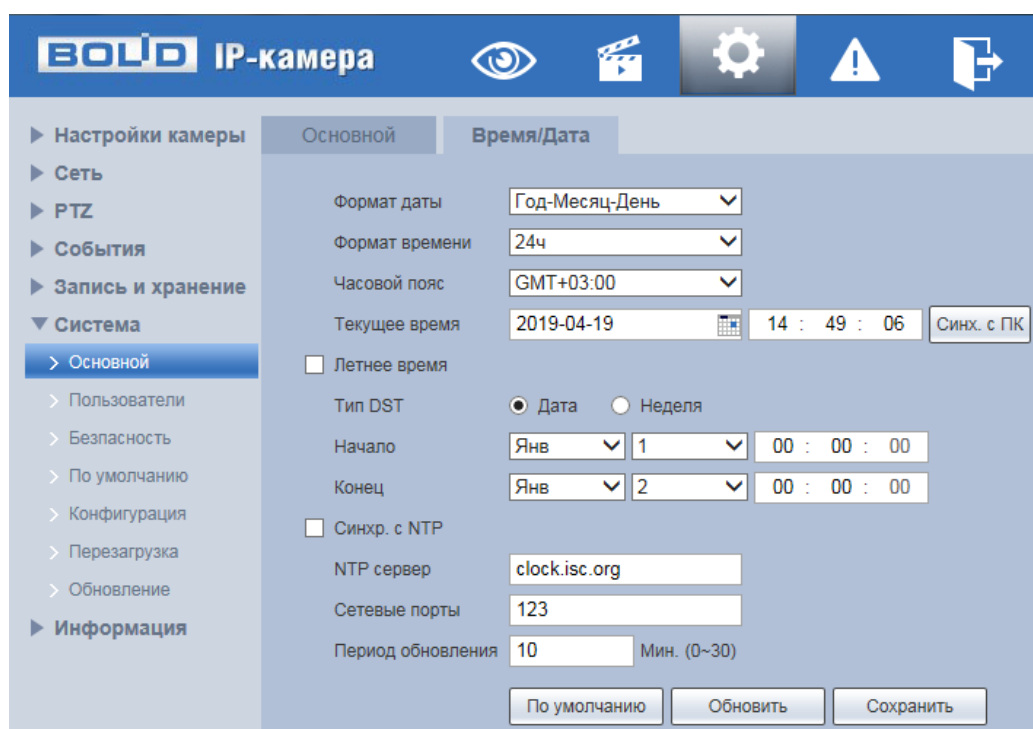 BOLID IP-камера
Настройки камеры
Сеть
PTZ
События
Запись и хранение
Система
Основной
Пользователи
Безпасность
По умолчанию
Конфигурация
Перезагрузка
Обновление
Информация
Основной Время/Дата
Формат даты Год-Месяц-День
Формат времени 24ч
Часовой пояс GMT+03:00
Текущее время 2019-04-19 14 : 49 : 06 Синх. с ПК
Летнее время
Тип DST Дата Неделя
Начало Янв 1 00 : 00 : 00
Конец Янв 2 00 : 00 : 00
Синхр. с NTP
NTP сервер clock.isc.org
Сетевые порты 123
Период обновления 10 Мин. (0~30)
По умолчанию Обновить Сохранить